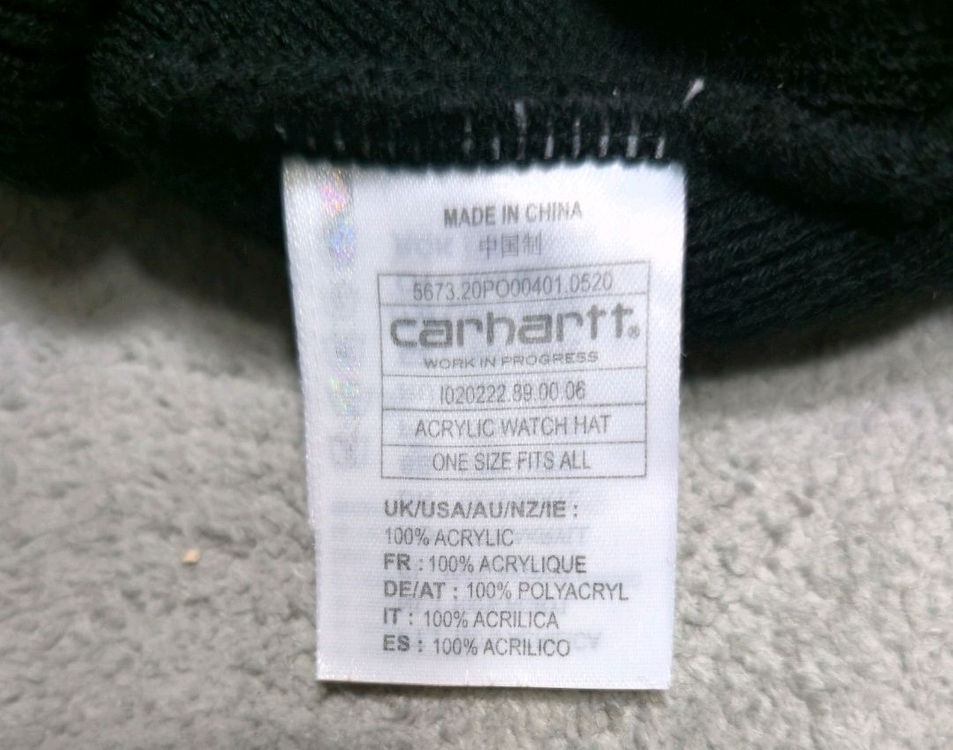 MADE IN CHINA
中国制
5673.20PO00401.0520
carhartt®
WORK IN PROGRESS
I020222.89.00.06
ACRYLIC WATCH HAT
ONE SIZE FITS ALL
UK/USA/AU/NZ/IE :
100% ACRYLIC
FR : 100% ACRYLIQUE
DE/AT : 100% POLYACRYL
IT : 100% ACRILICA
ES : 100% ACRILICO